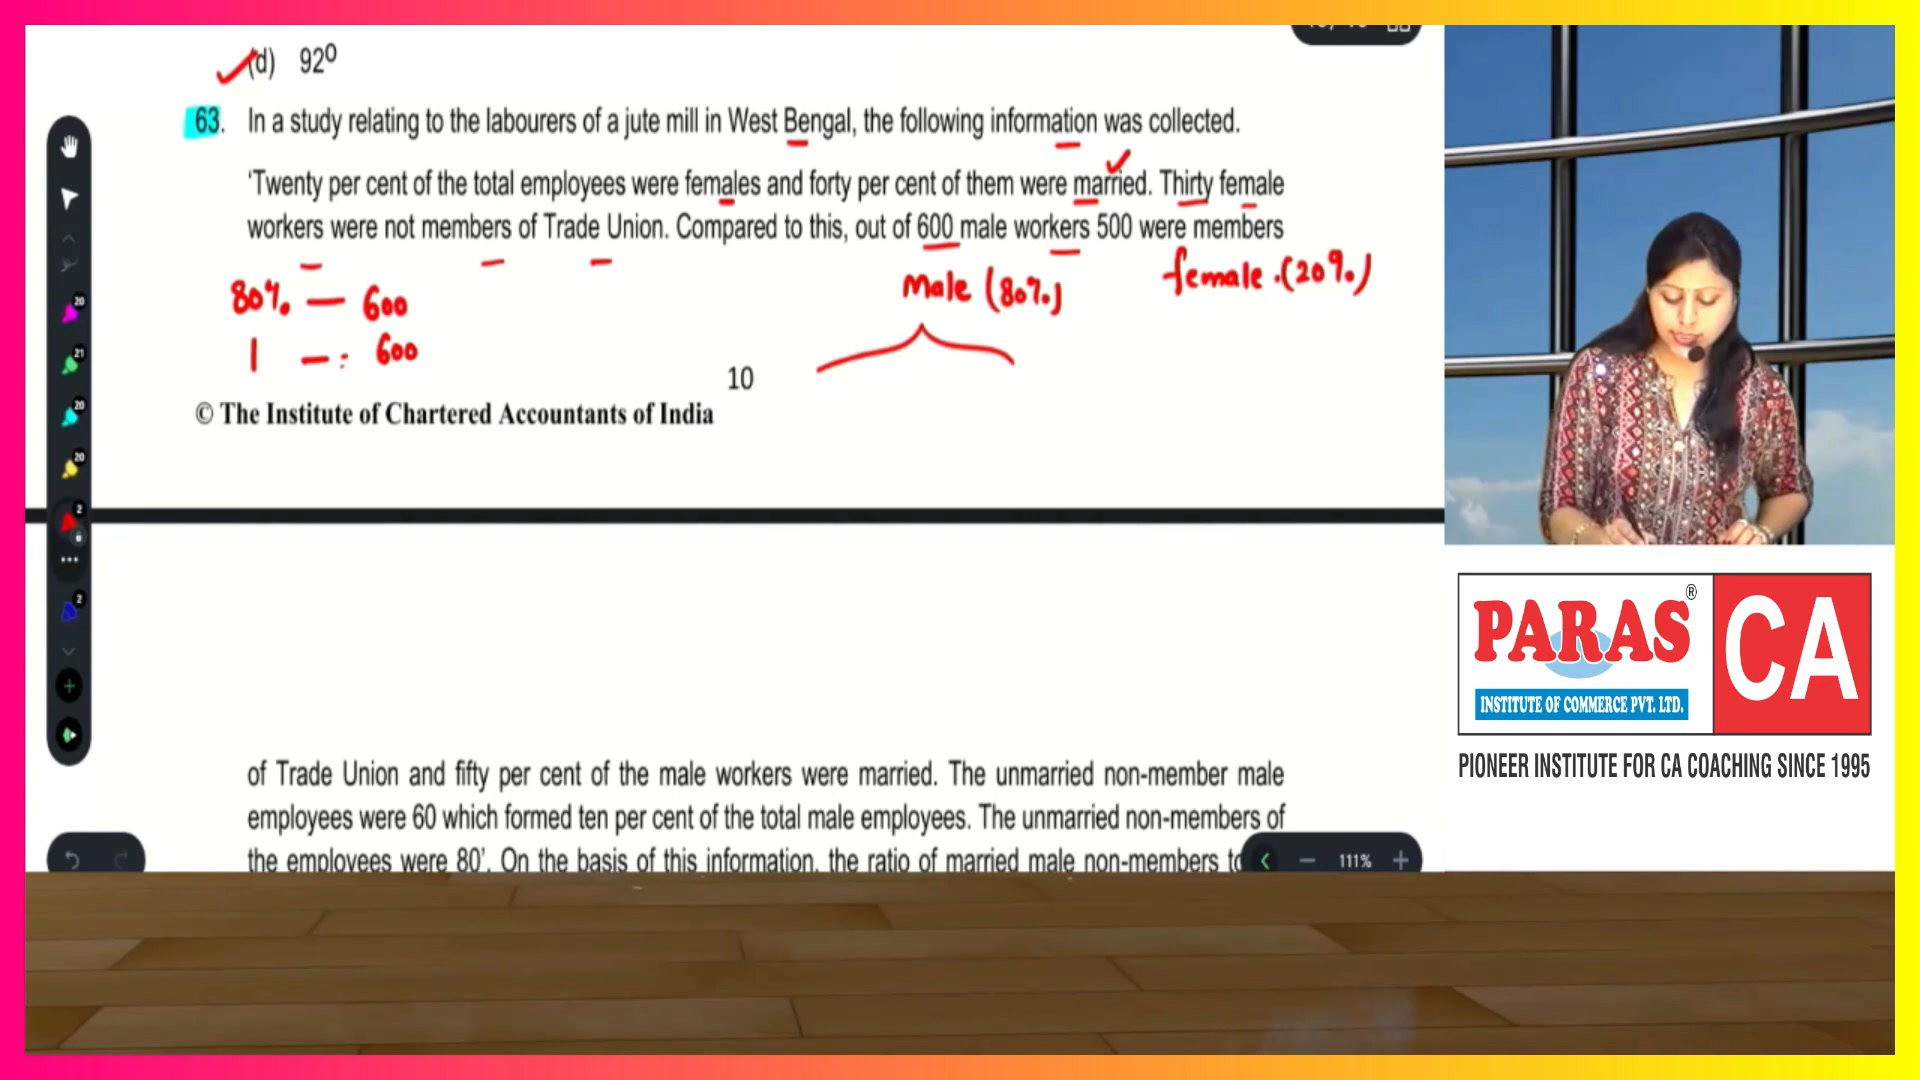 (d) 92⁰
63. In a study relating to the labourers of a jute mill in West Bengal, the following information was collected.
'Twenty per cent of the total employees were females and forty per cent of them were married. Thirty female
workers were not members of Trade Union. Compared to this, out of 600 male workers 500 were members
80% — 600
1 — : 600
Male (80%)
female .(20%)
10
© The Institute of Chartered Accountants of India
of Trade Union and fifty per cent of the male workers were married. The unmarried non-member male
employees were 60 which formed ten per cent of the total male employees. The unmarried non-members of
the employees were 80'. On the basis of this information, the ratio of married male non-members to
111%
20
21
20
20
2
2
PARAS ®
INSTITUTE OF COMMERCE PVT. LTD.
CA
PIONEER INSTITUTE FOR CA COACHING SINCE 1995